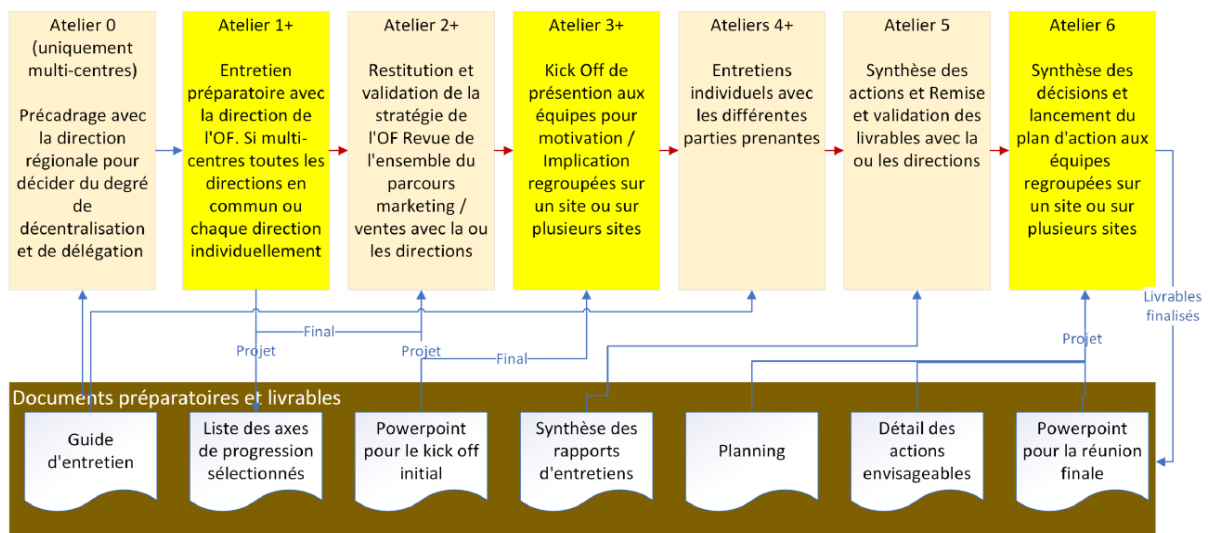 Atelier 0
(uniquement
multi-centres)
Précadrage avec
la direction
régionale pour
décider du degré
de
décentralisation
et de délégation
Atelier 1+
Entretien
préparatoire avec
la direction de
l'OF. Si multi-
centres toutes les
directions en
commun ou
chaque direction
individuellement
Atelier 2+
Restitution et
validation de la
stratégie de
l'OF Revue de
l'ensemble du
parcours
marketing /
ventes avec la ou
les directions
Atelier 3+
Kick Off de
présention aux
équipes pour
motivation /
Implication
regroupées sur
un site ou sur
plusieurs sites
Ateliers 4+
Entretiens
individuels avec
les différentes
parties prenantes
Atelier 5
Synthèse des
actions et Remise
et validation des
livrables avec la
ou les directions
Atelier 6
Synthèse des
décisions et
lancement du
plan d'action aux
équipes
regroupées sur
un site ou sur
plusieurs sites
Livrables
finalisés
Final
Projet
Projet
Final
Projet
Documents préparatoires et livrables
Guide
d'entretien
Liste des axes
de progression
sélectionnés
Powerpoint
pour le kick off
initial
Synthèse des
rapports
d'entretiens
Planning
Détail des
actions
envisageables
Powerpoint
pour la réunion
finale